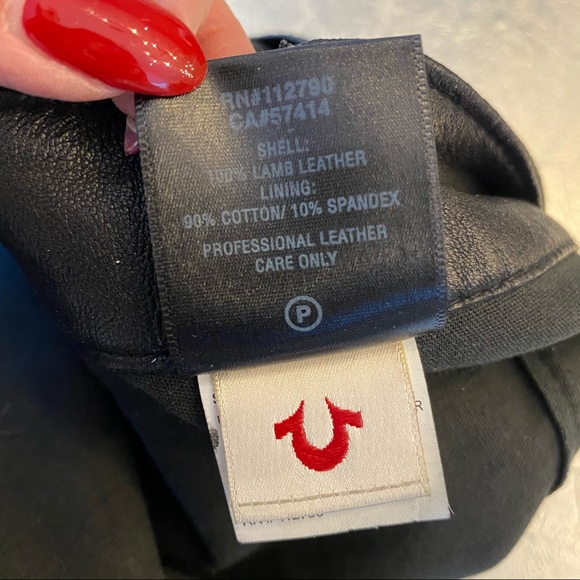 RN#112790
CA#57414
SHELL:
100% LAMB LEATHER
LINING:
90% COTTON/ 10% SPANDEX
PROFESSIONAL LEATHER
CARE ONLY
P
S
R